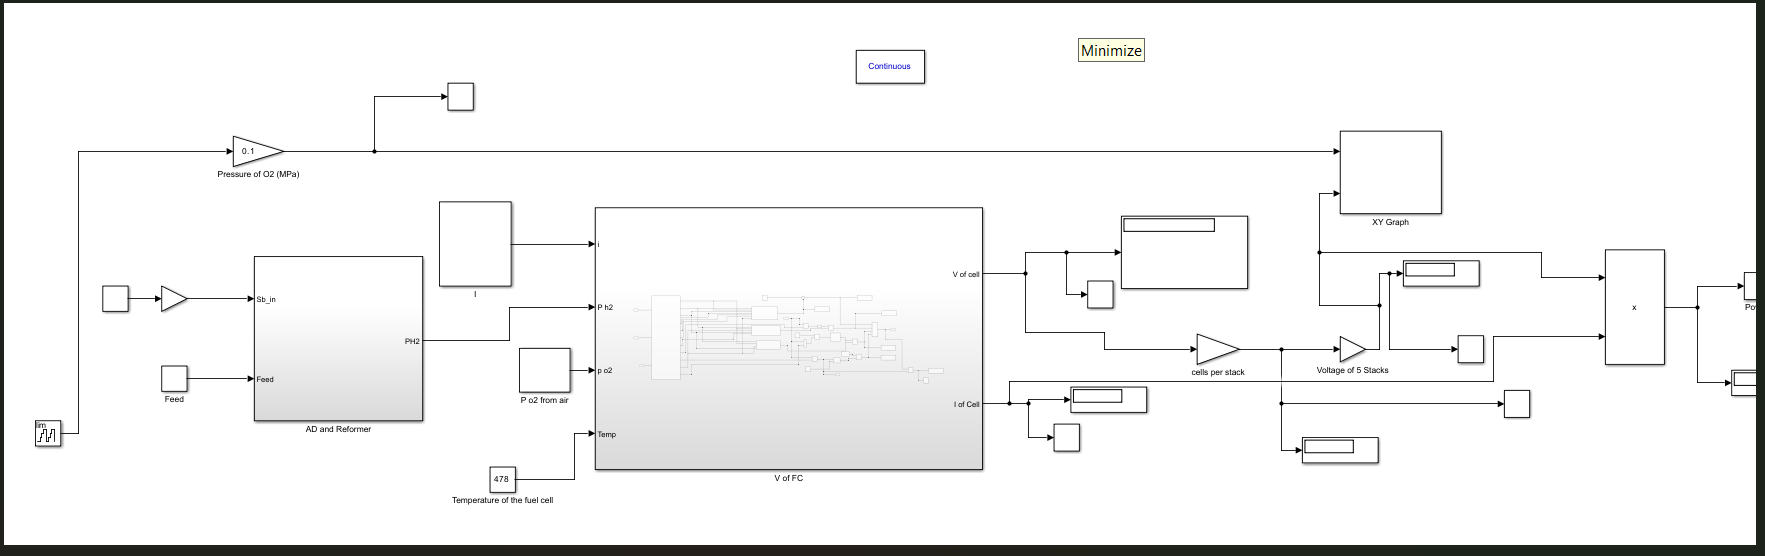 Minimize
Continuous
0.1
Pressure of O2 (MPa)
XY Graph
I
i
V of cell
Sb_in
P h2
PH2
x
p o2
cells per stack
Voltage of 5 Stacks
Feed
Feed
P o2 from air
I of Cell
lim
AD and Reformer
Temp
478
V of FC
Temperature of the fuel cell